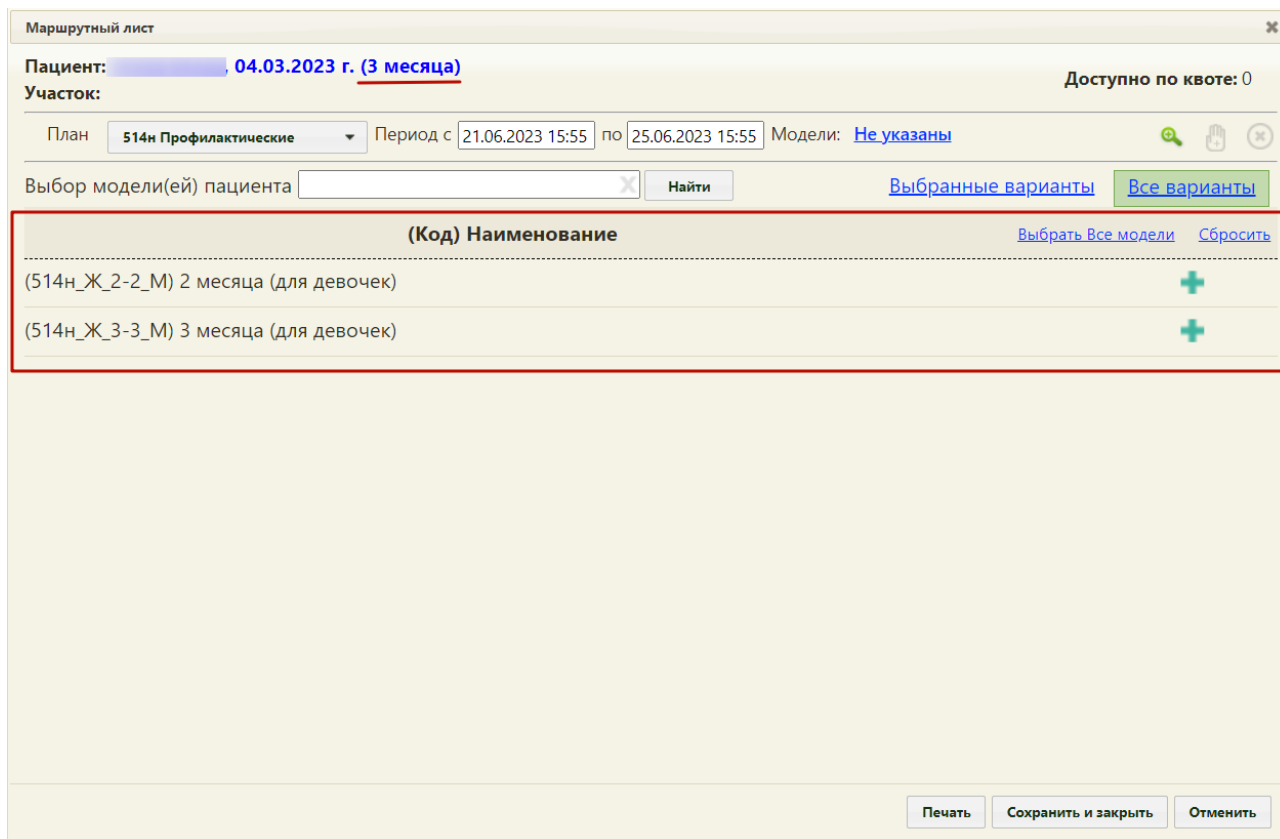 Маршрутный лист
Пациент: , 04.03.2023 г. (3 месяца)
Участок:
Доступно по квоте: 0
План 514н Профилактические Период с 21.06.2023 15:55 по 25.06.2023 15:55 Модели: Не указаны
Выбор модели(ей) пациента Найти Выбранные варианты Все варианты
(Код) Наименование Выбрать Все модели Сбросить
(514н_Ж_2-2_М) 2 месяца (для девочек)
(514н_Ж_3-3_М) 3 месяца (для девочек)
Печать Сохранить и закрыть Отменить